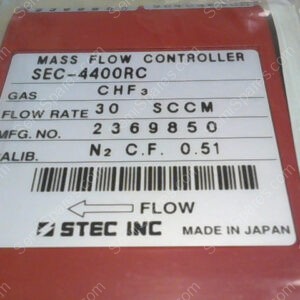 MASS FLOW CONTROLLER
SEC-4400RC
GAS CHF₃
FLOW RATE 30 SCCM
MFG. NO. 2369850
CALIB. N₂ C.F. 0.51
FLOW
STEC INC MADE IN JAPAN